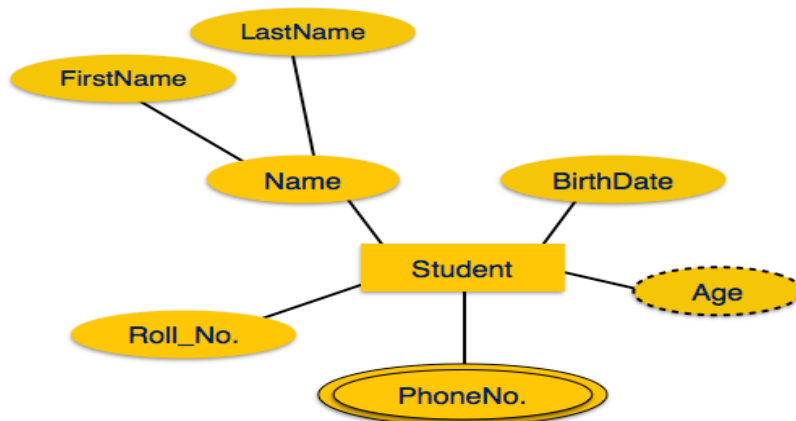 LastName
FirstName
Name
BirthDate
Student
Age
Roll_No.
PhoneNo.